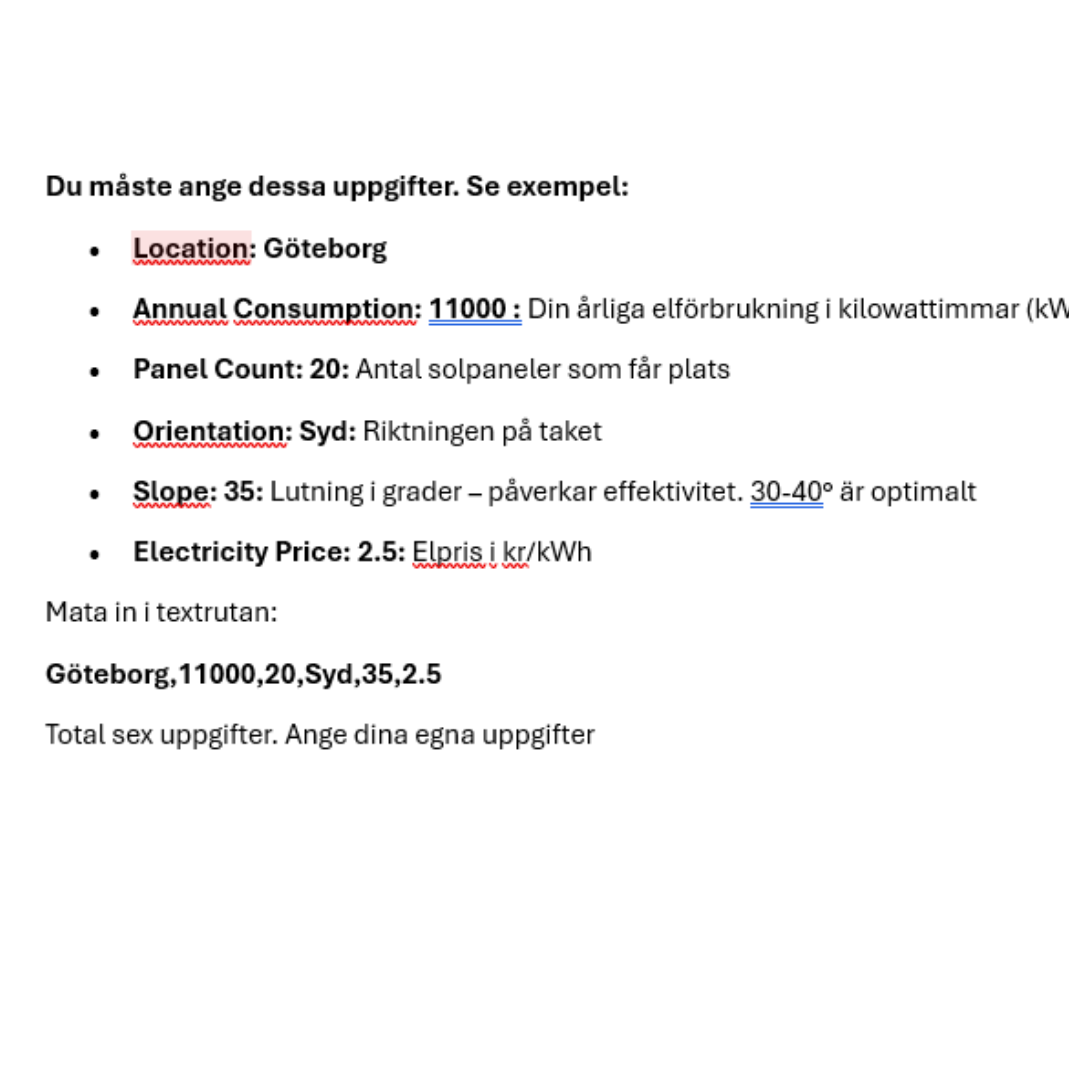 Du måste ange dessa uppgifter. Se exempel:
• Location: Göteborg
• Annual Consumption: 11000 : Din årliga elförbrukning i kilowattimmar (kW
• Panel Count: 20: Antal solpaneler som får plats
• Orientation: Syd: Riktningen på taket
• Slope: 35: Lutning i grader – påverkar effektivitet. 30-40° är optimalt
• Electricity Price: 2.5: Elpris i kr/kWh
Mata in i textrutan:
Göteborg,11000,20,Syd,35,2.5
Total sex uppgifter. Ange dina egna uppgifter